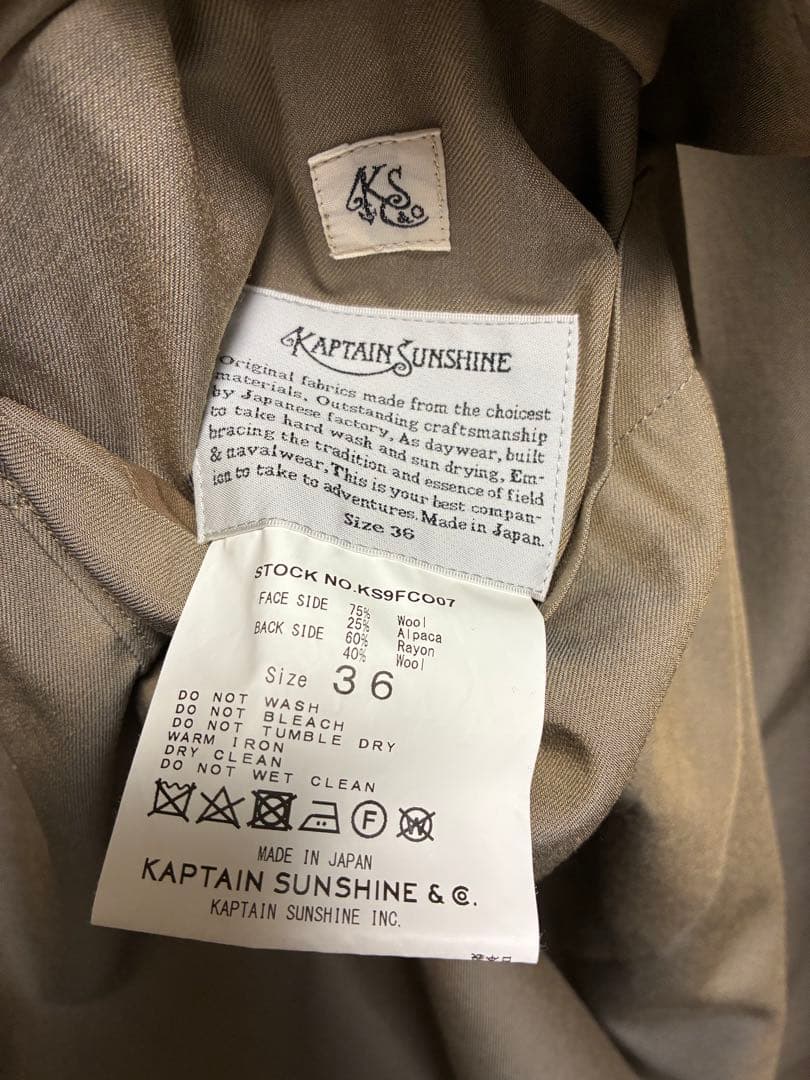 KS
&Co
KAPTAIN SUNSHINE
Original fabrics made from the choicest
materials, Outstanding craftsmanship
by Japanese factory, As daywear, built
to take hard wash and sun drying, Em-
bracing the tradition and essence of field
& navalwear, This is your best compan-
ion to take to adventures. Made in Japan.
Size 36
STOCK NO.KS9FCO07
FACE SIDE 75% Wool
25% Alpaca
BACK SIDE 60% Rayon
40% Wool
Size 36
DO NOT WASH
DO NOT BLEACH
DO NOT TUMBLE DRY
WARM IRON
DRY CLEAN
DO NOT WET CLEAN
F W
MADE IN JAPAN
KAPTAIN SUNSHINE & Co.
KAPTAIN SUNSHINE INC.